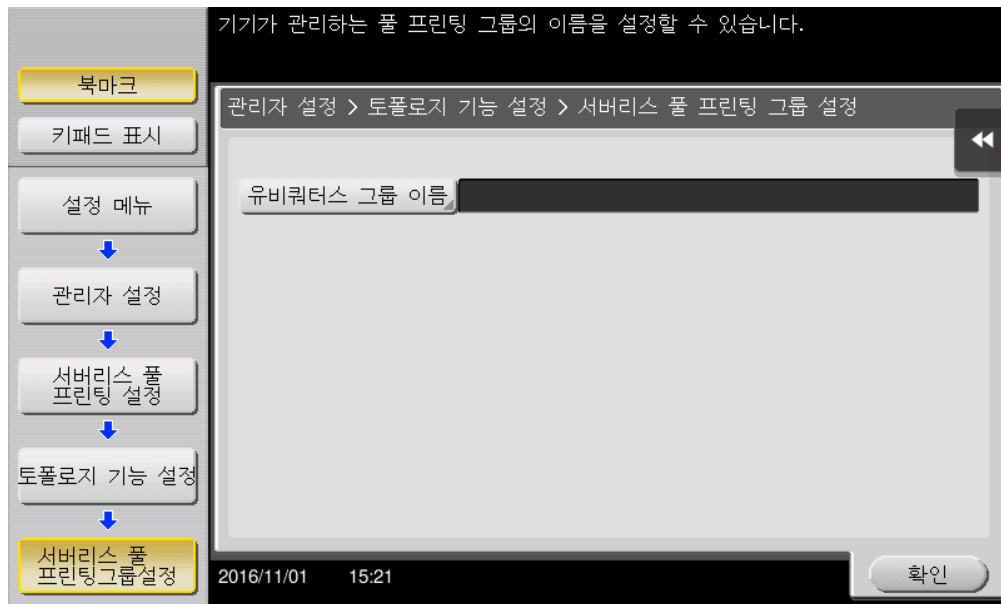 기기가 관리하는 풀 프린팅 그룹의 이름을 설정할 수 있습니다.
북마크
키패드 표시
설정 메뉴
관리자 설정
서버리스 풀
프린팅 설정
토폴로지 기능 설정
서버리스 풀
프린팅그룹설정
관리자 설정 > 토폴로지 기능 설정 > 서버리스 풀 프린팅 그룹 설정
유비쿼터스 그룹 이름
2016/11/01 15:21
확인